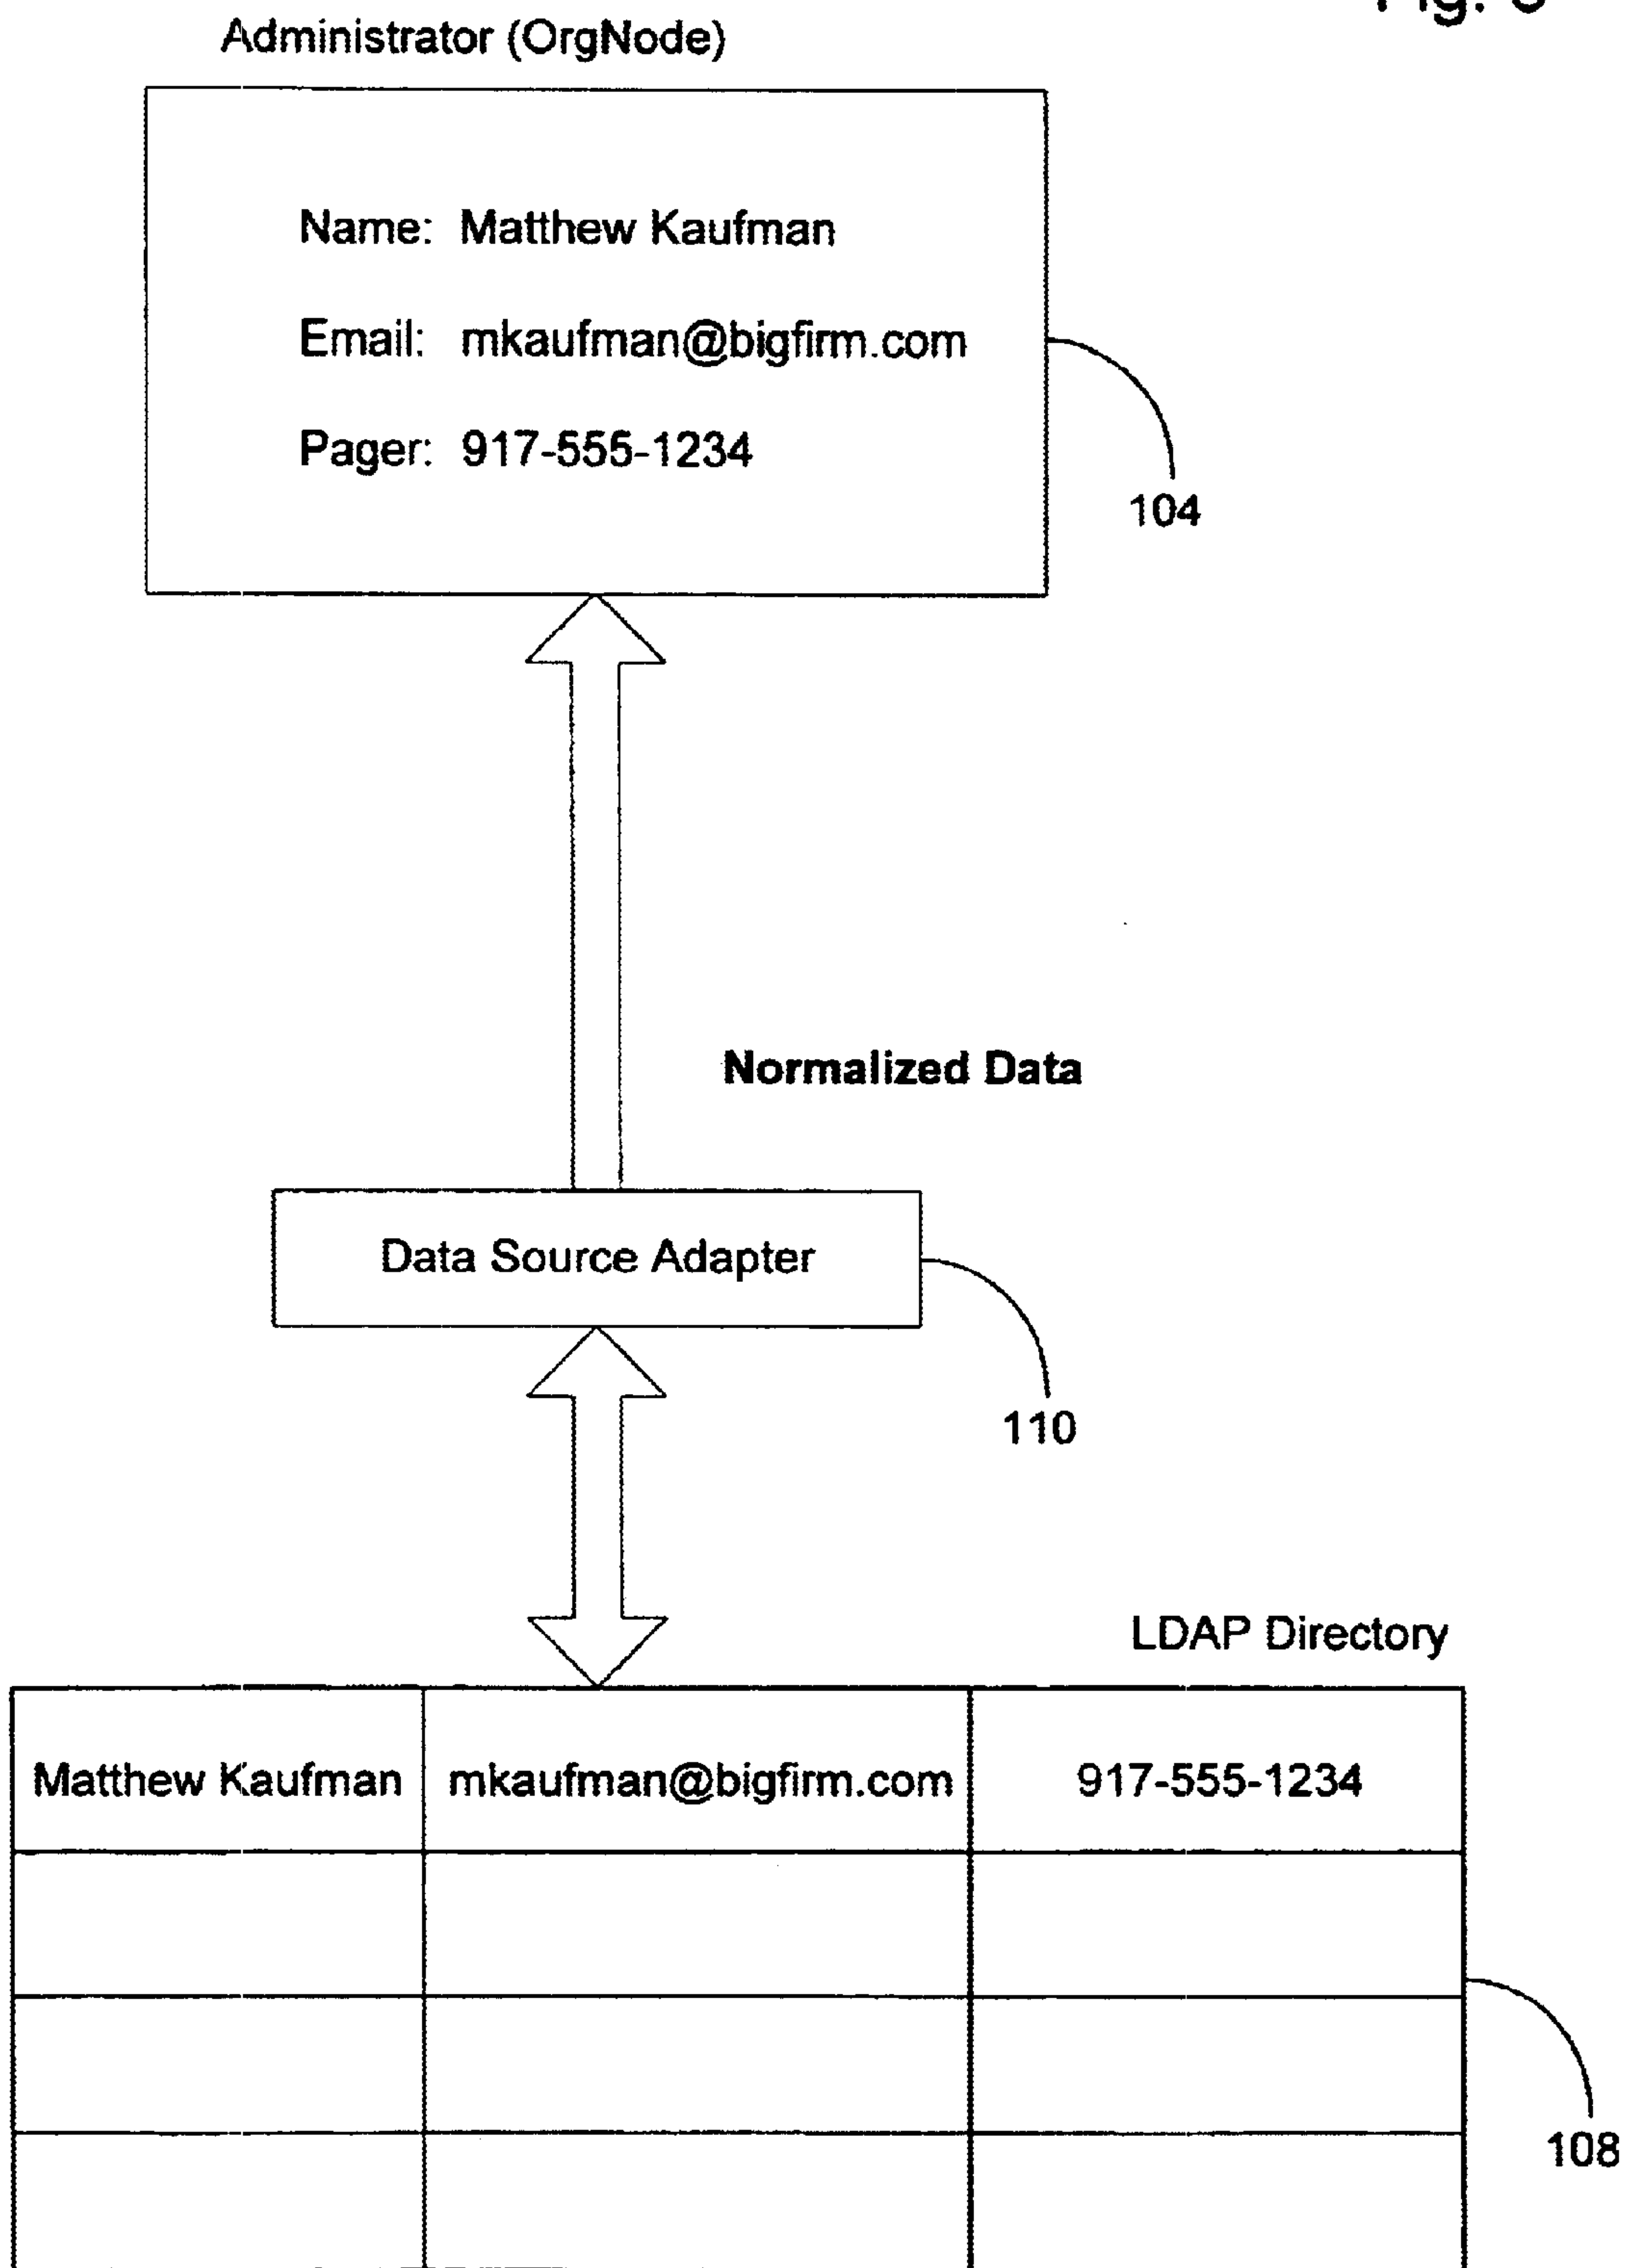 Administrator (OrgNode)
Name: Matthew Kaufman
Email: mkaufman@bigfirm.com
Pager: 917-555-1234
104
Normalized Data
Data Source Adapter
110
LDAP Directory
Matthew Kaufman mkaufman@bigfirm.com 917-555-1234
108